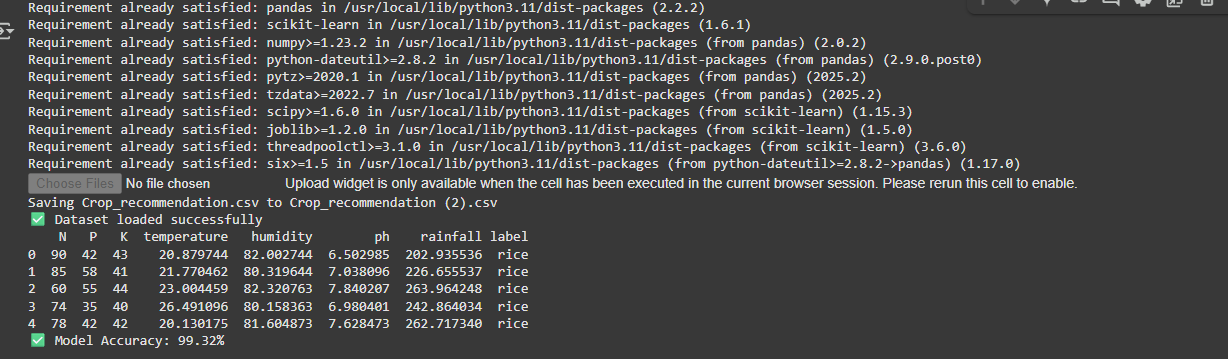 Requirement already satisfied: pandas in /usr/local/lib/python3.11/dist-packages (2.2.2)
Requirement already satisfied: scikit-learn in /usr/local/lib/python3.11/dist-packages (1.6.1)
Requirement already satisfied: numpy>=1.23.2 in /usr/local/lib/python3.11/dist-packages (from pandas) (2.0.2)
Requirement already satisfied: python-dateutil>=2.8.2 in /usr/local/lib/python3.11/dist-packages (from pandas) (2.9.0.post0)
Requirement already satisfied: pytz>=2020.1 in /usr/local/lib/python3.11/dist-packages (from pandas) (2025.2)
Requirement already satisfied: tzdata>=2022.7 in /usr/local/lib/python3.11/dist-packages (from pandas) (2025.2)
Requirement already satisfied: scipy>=1.6.0 in /usr/local/lib/python3.11/dist-packages (from scikit-learn) (1.15.3)
Requirement already satisfied: joblib>=1.2.0 in /usr/local/lib/python3.11/dist-packages (from scikit-learn) (1.5.0)
Requirement already satisfied: threadpoolctl>=3.1.0 in /usr/local/lib/python3.11/dist-packages (from scikit-learn) (3.6.0)
Requirement already satisfied: six>=1.5 in /usr/local/lib/python3.11/dist-packages (from python-dateutil>=2.8.2->pandas) (1.17.0)
Choose Files No file chosen Upload widget is only available when the cell has been executed in the current browser session. Please rerun this cell to enable.
Saving Crop_recommendation.csv to Crop_recommendation (2).csv
✅ Dataset loaded successfully
N P K temperature humidity ph rainfall label
0 90 42 43 20.879744 82.002744 6.502985 202.935536 rice
1 85 58 41 21.770462 80.319644 7.038096 226.655537 rice
2 60 55 44 23.004459 82.320763 7.840207 263.964248 rice
3 74 35 40 26.491096 80.158363 6.980401 242.864034 rice
4 78 42 42 20.130175 81.604873 7.628473 262.717340 rice
✅ Model Accuracy: 99.32%